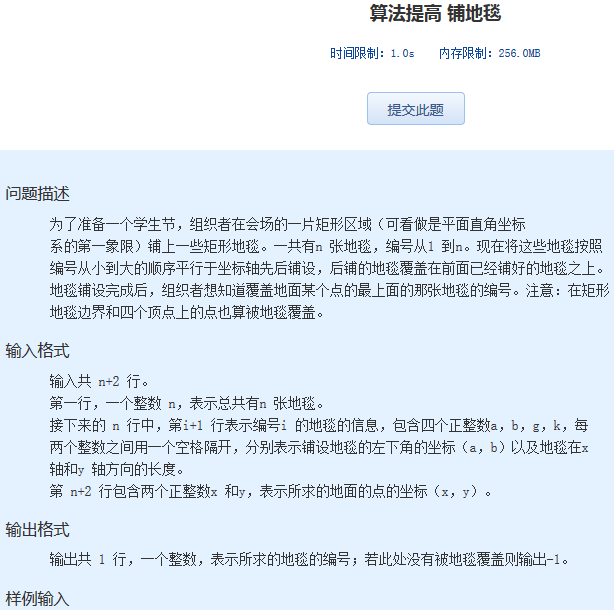 算法提高 铺地毯
时间限制：1.0s 内存限制：256.0MB
提交此题
问题描述
为了准备一个学生节，组织者在会场的一片矩形区域（可看做是平面直角坐标
系的第一象限）铺上一些矩形地毯。一共有n 张地毯，编号从1 到n。现在将这些地毯按照
编号从小到大的顺序平行于坐标轴先后铺设，后铺的地毯覆盖在前面已经铺好的地毯之上。
地毯铺设完成后，组织者想知道覆盖地面某个点的最上面的那张地毯的编号。注意：在矩形
地毯边界和四个顶点上的点也算被地毯覆盖。
输入格式
输入共 n+2 行。
第一行，一个整数 n，表示总共有n 张地毯。
接下来的 n 行中，第i+1 行表示编号i 的地毯的信息，包含四个正整数a，b，g，k，每
两个整数之间用一个空格隔开，分别表示铺设地毯的左下角的坐标（a，b）以及地毯在x
轴和y 轴方向的长度。
第 n+2 行包含两个正整数x 和y，表示所求的地面的点的坐标（x，y）。
输出格式
输出共 1 行，一个整数，表示所求的地毯的编号；若此处没有被地毯覆盖则输出-1。
样例输入